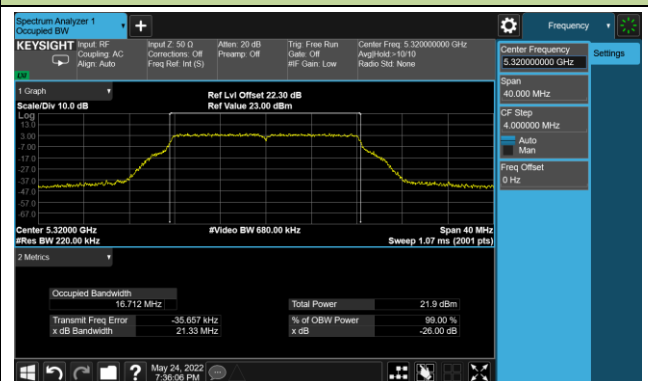 Spectrum Analyzer 1
Occupied BW
Frequency
KEYSIGHT
Input: RF
Coupling: AC
Align: Auto
Input Z: 50 Ω
Corrections: Off
Freq Ref: Int (S)
Atten: 20 dB
Preamp: Off
Trig: Free Run
Gate: Off
#IF Gain: Low
Center Freq: 5.320000000 GHz
Avg|Hold:>10/10
Radio Std: None
1 Graph
Scale/Div 10.0 dB
Ref Lvl Offset 22.30 dB
Ref Value 23.00 dBm
Log
13.0
3.00
-7.00
-17.0
-27.0
-37.0
-47.0
-57.0
-67.0
Center 5.32000 GHz
#Res BW 220.00 kHz
#Video BW 680.00 kHz
Span 40 MHz
Sweep 1.07 ms (2001 pts)
2 Metrics
Occupied Bandwidth
16.712 MHz
Transmit Freq Error -35.657 kHz
x dB Bandwidth 21.33 MHz
Total Power 21.9 dBm
% of OBW Power 99.00 %
x dB -26.00 dB
May 24, 2022
7:36:06 PM
Center Frequency
5.320000000 GHz
Settings
Span
40.000 MHz
CF Step
4.000000 MHz
Auto
Man
Freq Offset
0 Hz